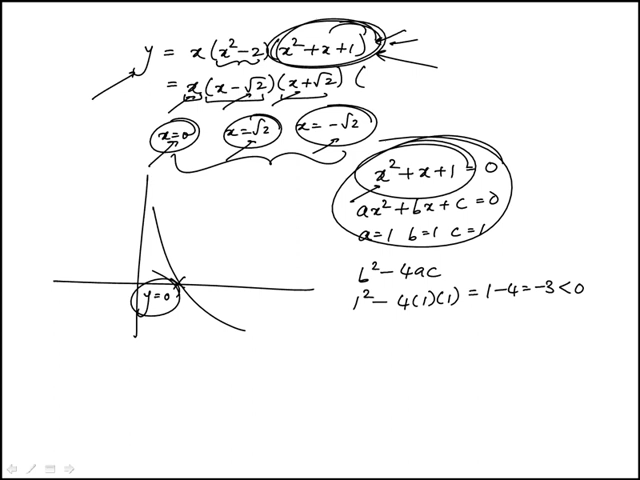 y = x(x²-2)(x²+x+1)
= x(x-√2)(x+√2)(
x=0 x=√2 x=-√2
x²+x+1=0
ax²+bx+c=0
a=1 b=1 c=1
b²-4ac
1²-4(1)(1)=1-4=-3<0
y=0